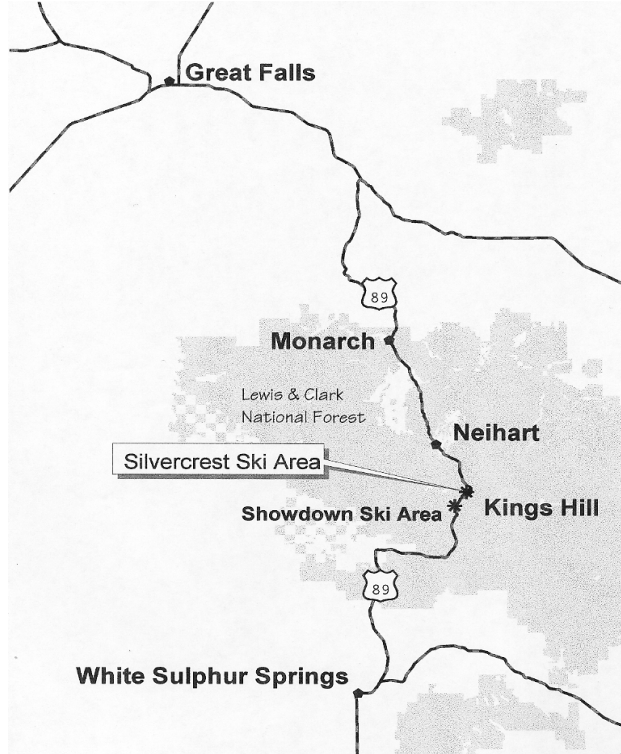 Great Falls
89
Monarch
Lewis & Clark
National Forest
Neihart
Silvercrest Ski Area
Kings Hill
Showdown Ski Area
89
White Sulphur Springs